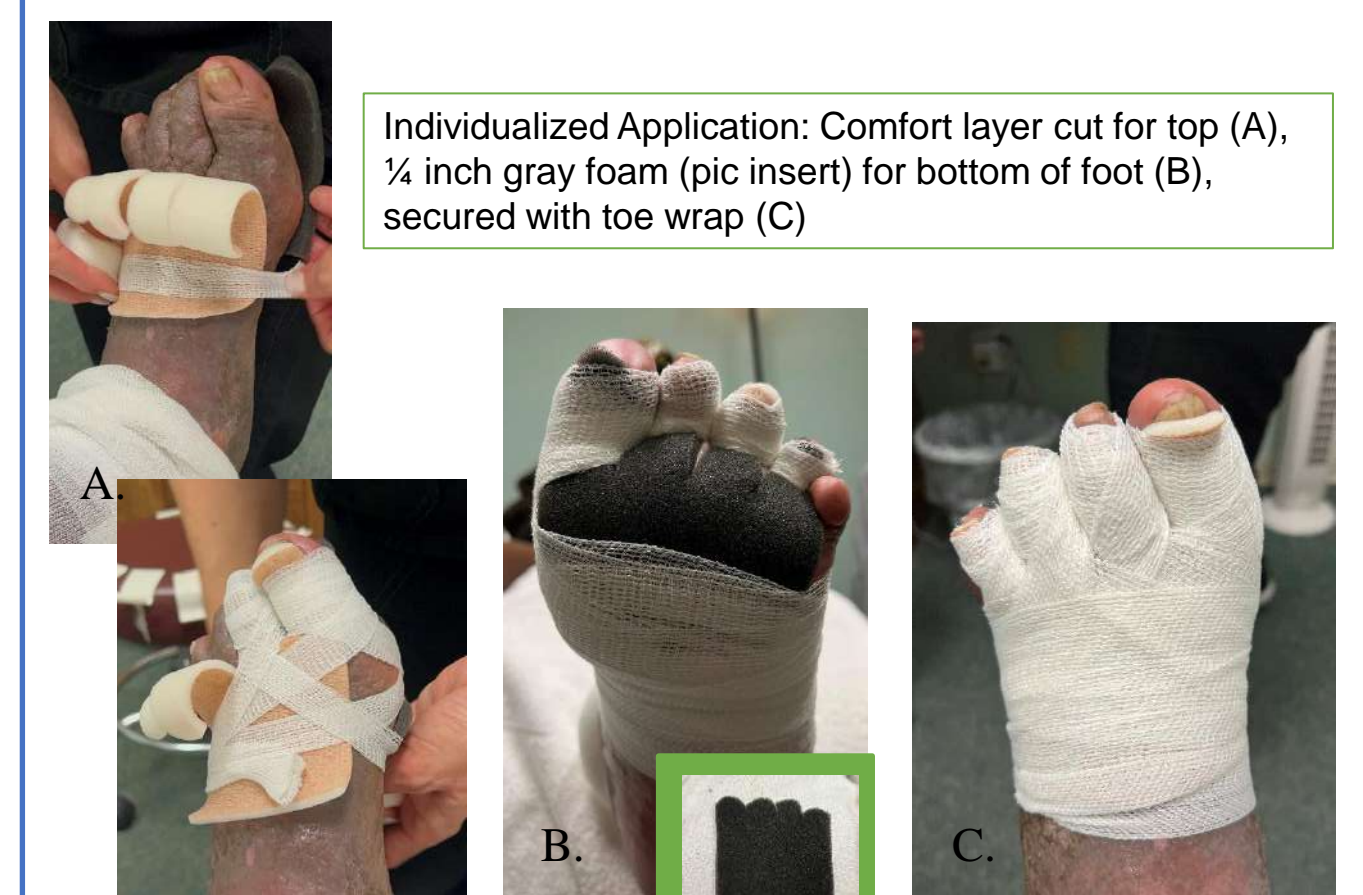 Individualized Application: Comfort layer cut for top (A),
¼ inch gray foam (pic insert) for bottom of foot (B),
secured with toe wrap (C)
A.
B.
C.